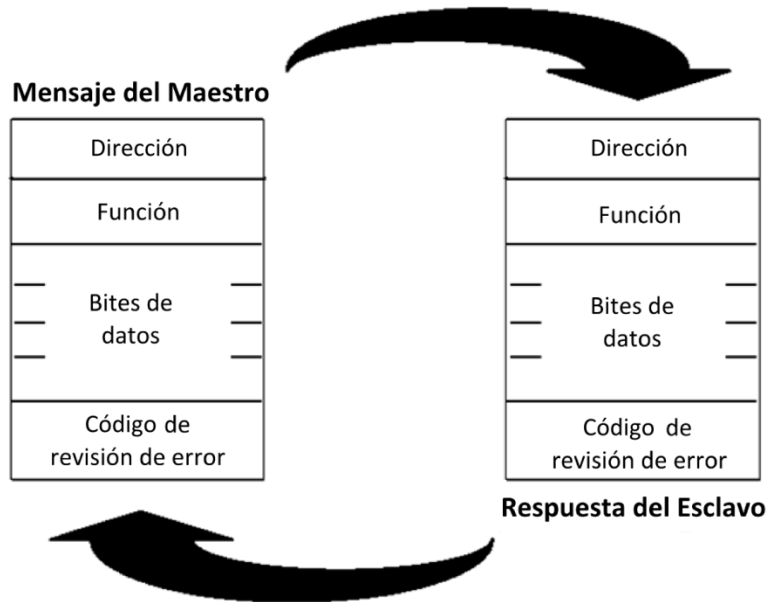 Mensaje del Maestro
Dirección
Función
Bites de
datos
Código de
revisión de error
Dirección
Función
Bites de
datos
Código de
revisión de error
Respuesta del Esclavo